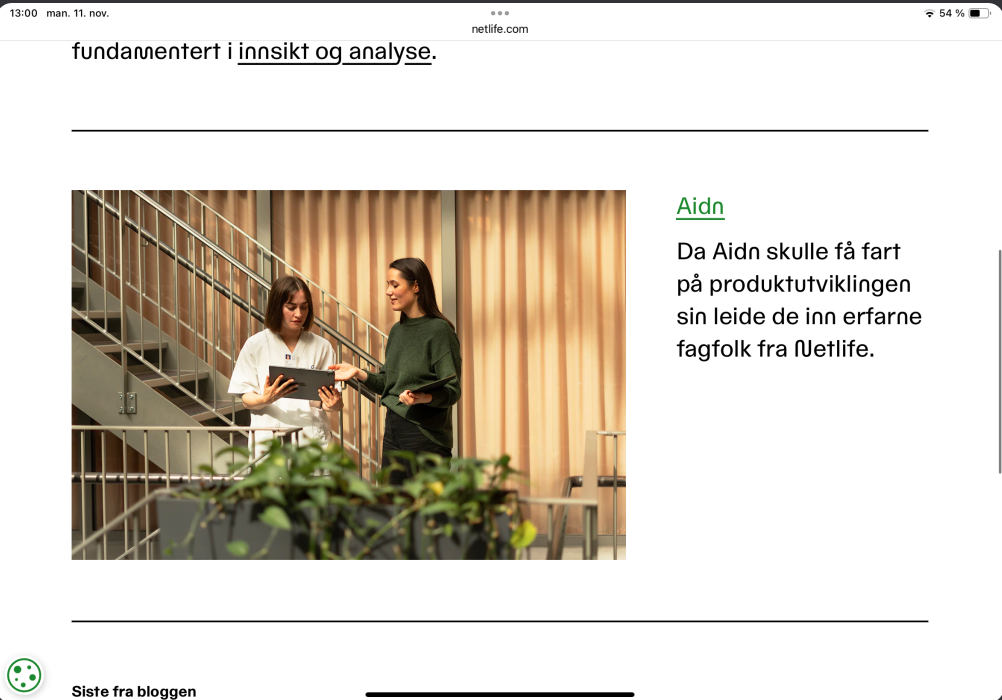 13:00 man. 11. nov.
54 %
netlife.com
fundamentert i innsikt og analyse.
Aidn
Da Aidn skulle få fart
på produktutviklingen
sin leide de inn erfarne
fagfolk fra Netlife.
Siste fra bloggen